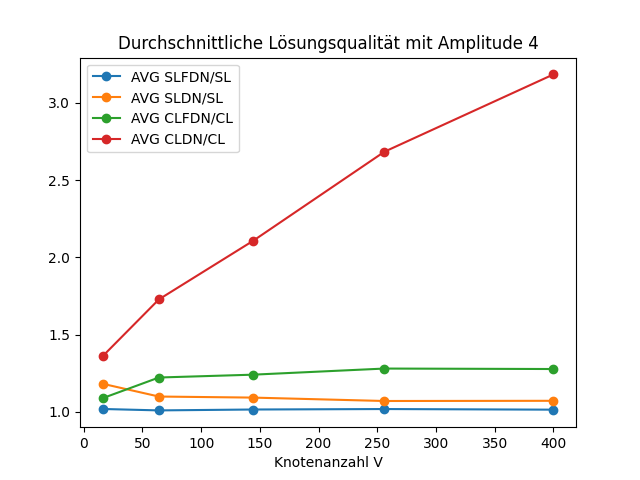 Durchschnittliche Lösungsqualität mit Amplitude 4
AVG SLFDN/SL
AVG SLDN/SL
AVG CLFDN/CL
AVG CLDN/CL
3.0
2.5
2.0
1.5
1.0
0 50 100 150 200 250 300 350 400
Knotenanzahl V